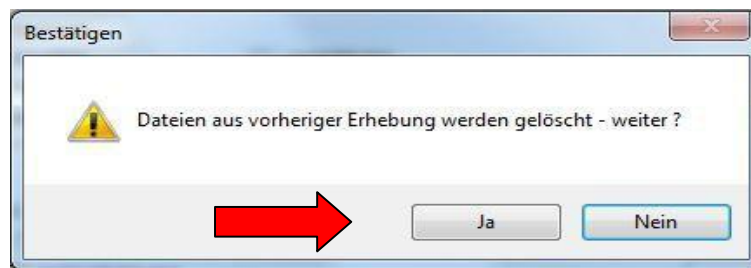 Bestätigen
Dateien aus vorheriger Erhebung werden gelöscht - weiter ?
Ja
Nein